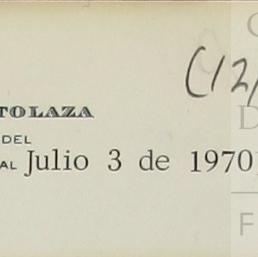 (12/
TOLAZA
DEL
AL Julio 3 de 1970